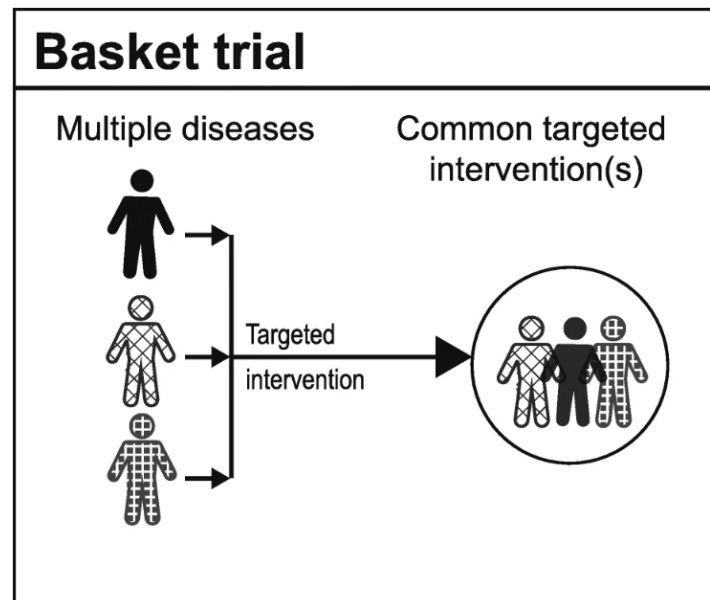 Basket trial
Multiple diseases
Common targeted
intervention(s)
Targeted
intervention